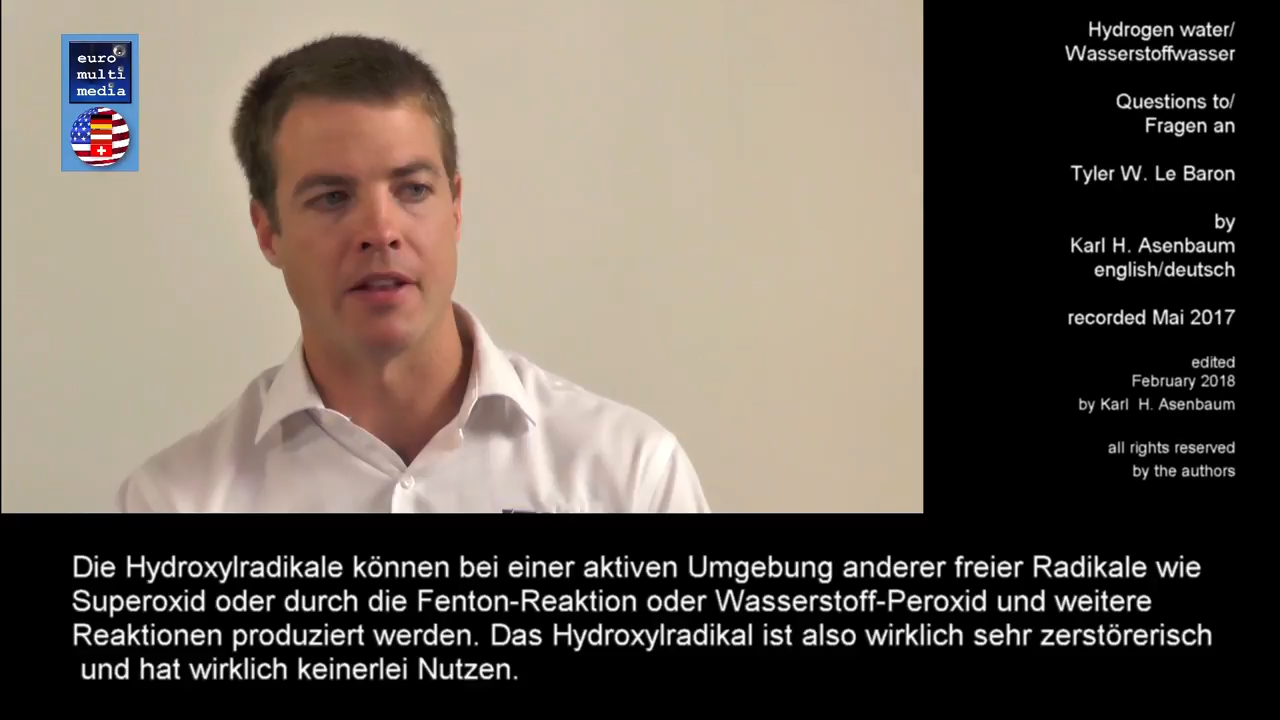 euro
multi
media
Hydrogen water/
Wasserstoffwasser
Questions to/
Fragen an
Tyler W. Le Baron
by
Karl H. Asenbaum
english/deutsch
recorded Mai 2017
edited
February 2018
by Karl H. Asenbaum
all rights reserved
by the authors
Die Hydroxylradikale können bei einer aktiven Umgebung anderer freier Radikale wie
Superoxid oder durch die Fenton-Reaktion oder Wasserstoff-Peroxid und weitere
Reaktionen produziert werden. Das Hydroxylradikal ist also wirklich sehr zerstörerisch
und hat wirklich keinerlei Nutzen.